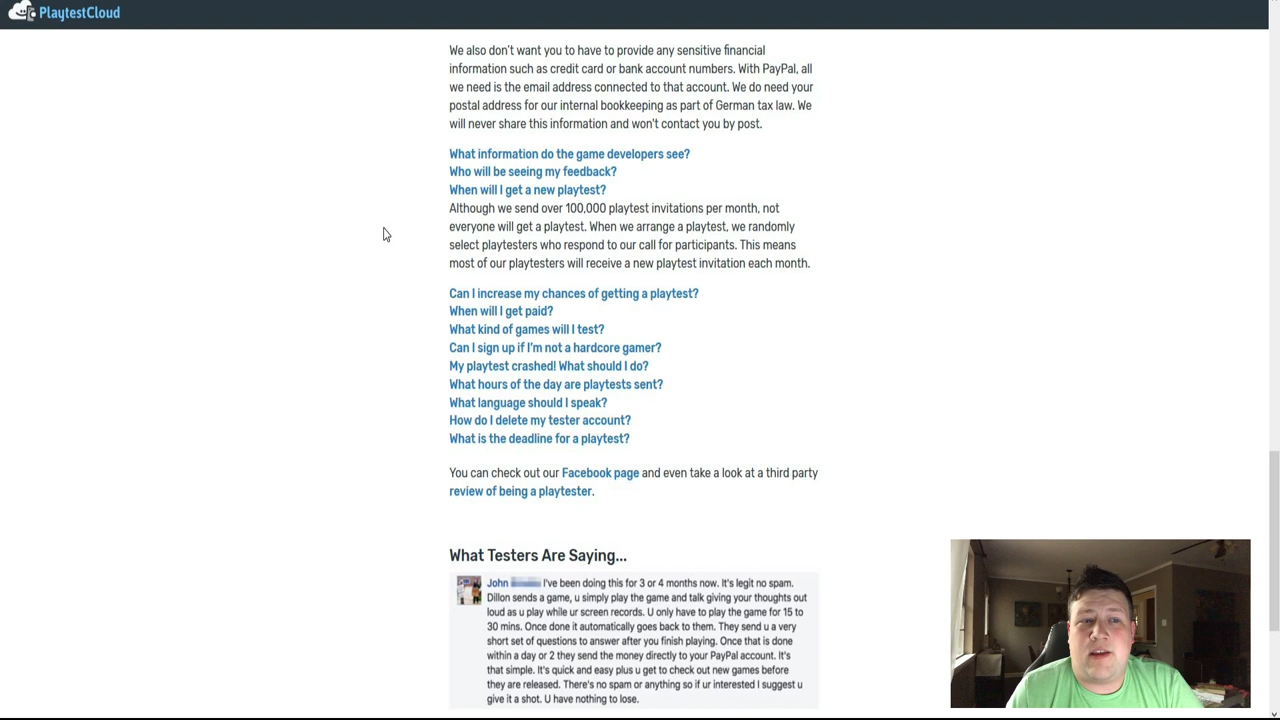 PlaytestCloud
We also don't want you to have to provide any sensitive financial
information such as credit card or bank account numbers. With PayPal, all
we need is the email address connected to that account. We do need your
postal address for our internal bookkeeping as part of German tax law. We
will never share this information and won't contact you by post.
What information do the game developers see?
Who will be seeing my feedback?
When will I get a new playtest?
Although we send over 100,000 playtest invitations per month, not
everyone will get a playtest. When we arrange a playtest, we randomly
select playtesters who respond to our call for participants. This means
most of our playtesters will receive a new playtest invitation each month.
Can I increase my chances of getting a playtest?
When will I get paid?
What kind of games will I test?
Can I sign up if I'm not a hardcore gamer?
My playtest crashed! What should I do?
What hours of the day are playtests sent?
What language should I speak?
How do I delete my tester account?
What is the deadline for a playtest?
You can check out our Facebook page and even take a look at a third party
review of being a playtester.
What Testers Are Saying...
John I've been doing this for 3 or 4 months now. It's legit no spam.
Dillon sends a game, u simply play the game and talk giving your thoughts out
loud as u play while ur screen records. U only have to play the game for 15 to
30 mins. Once done it automatically goes back to them. They send u a very
short set of questions to answer after you finish playing. Once that is done
within a day or 2 they send the money directly to your PayPal account. It's
that simple. It's quick and easy plus u get to check out new games before
they are released. There's no spam or anything so if ur interested I suggest u
give it a shot. U have nothing to lose.